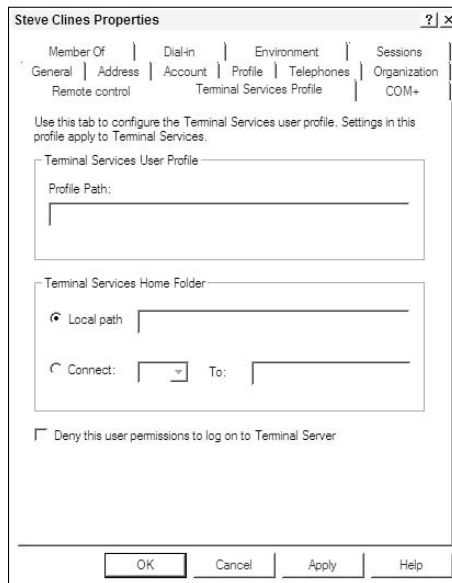 Steve Clines Properties
Member Of Dial-in Environment Sessions
General Address Account Profile Telephones Organization
Remote control Terminal Services Profile COM+
Use this tab to configure the Terminal Services user profile. Settings in this
profile apply to Terminal Services.
Terminal Services User Profile
Profile Path:
Terminal Services Home Folder
Local path
Connect: To:
Deny this user permissions to log on to Terminal Server
OK Cancel Apply Help